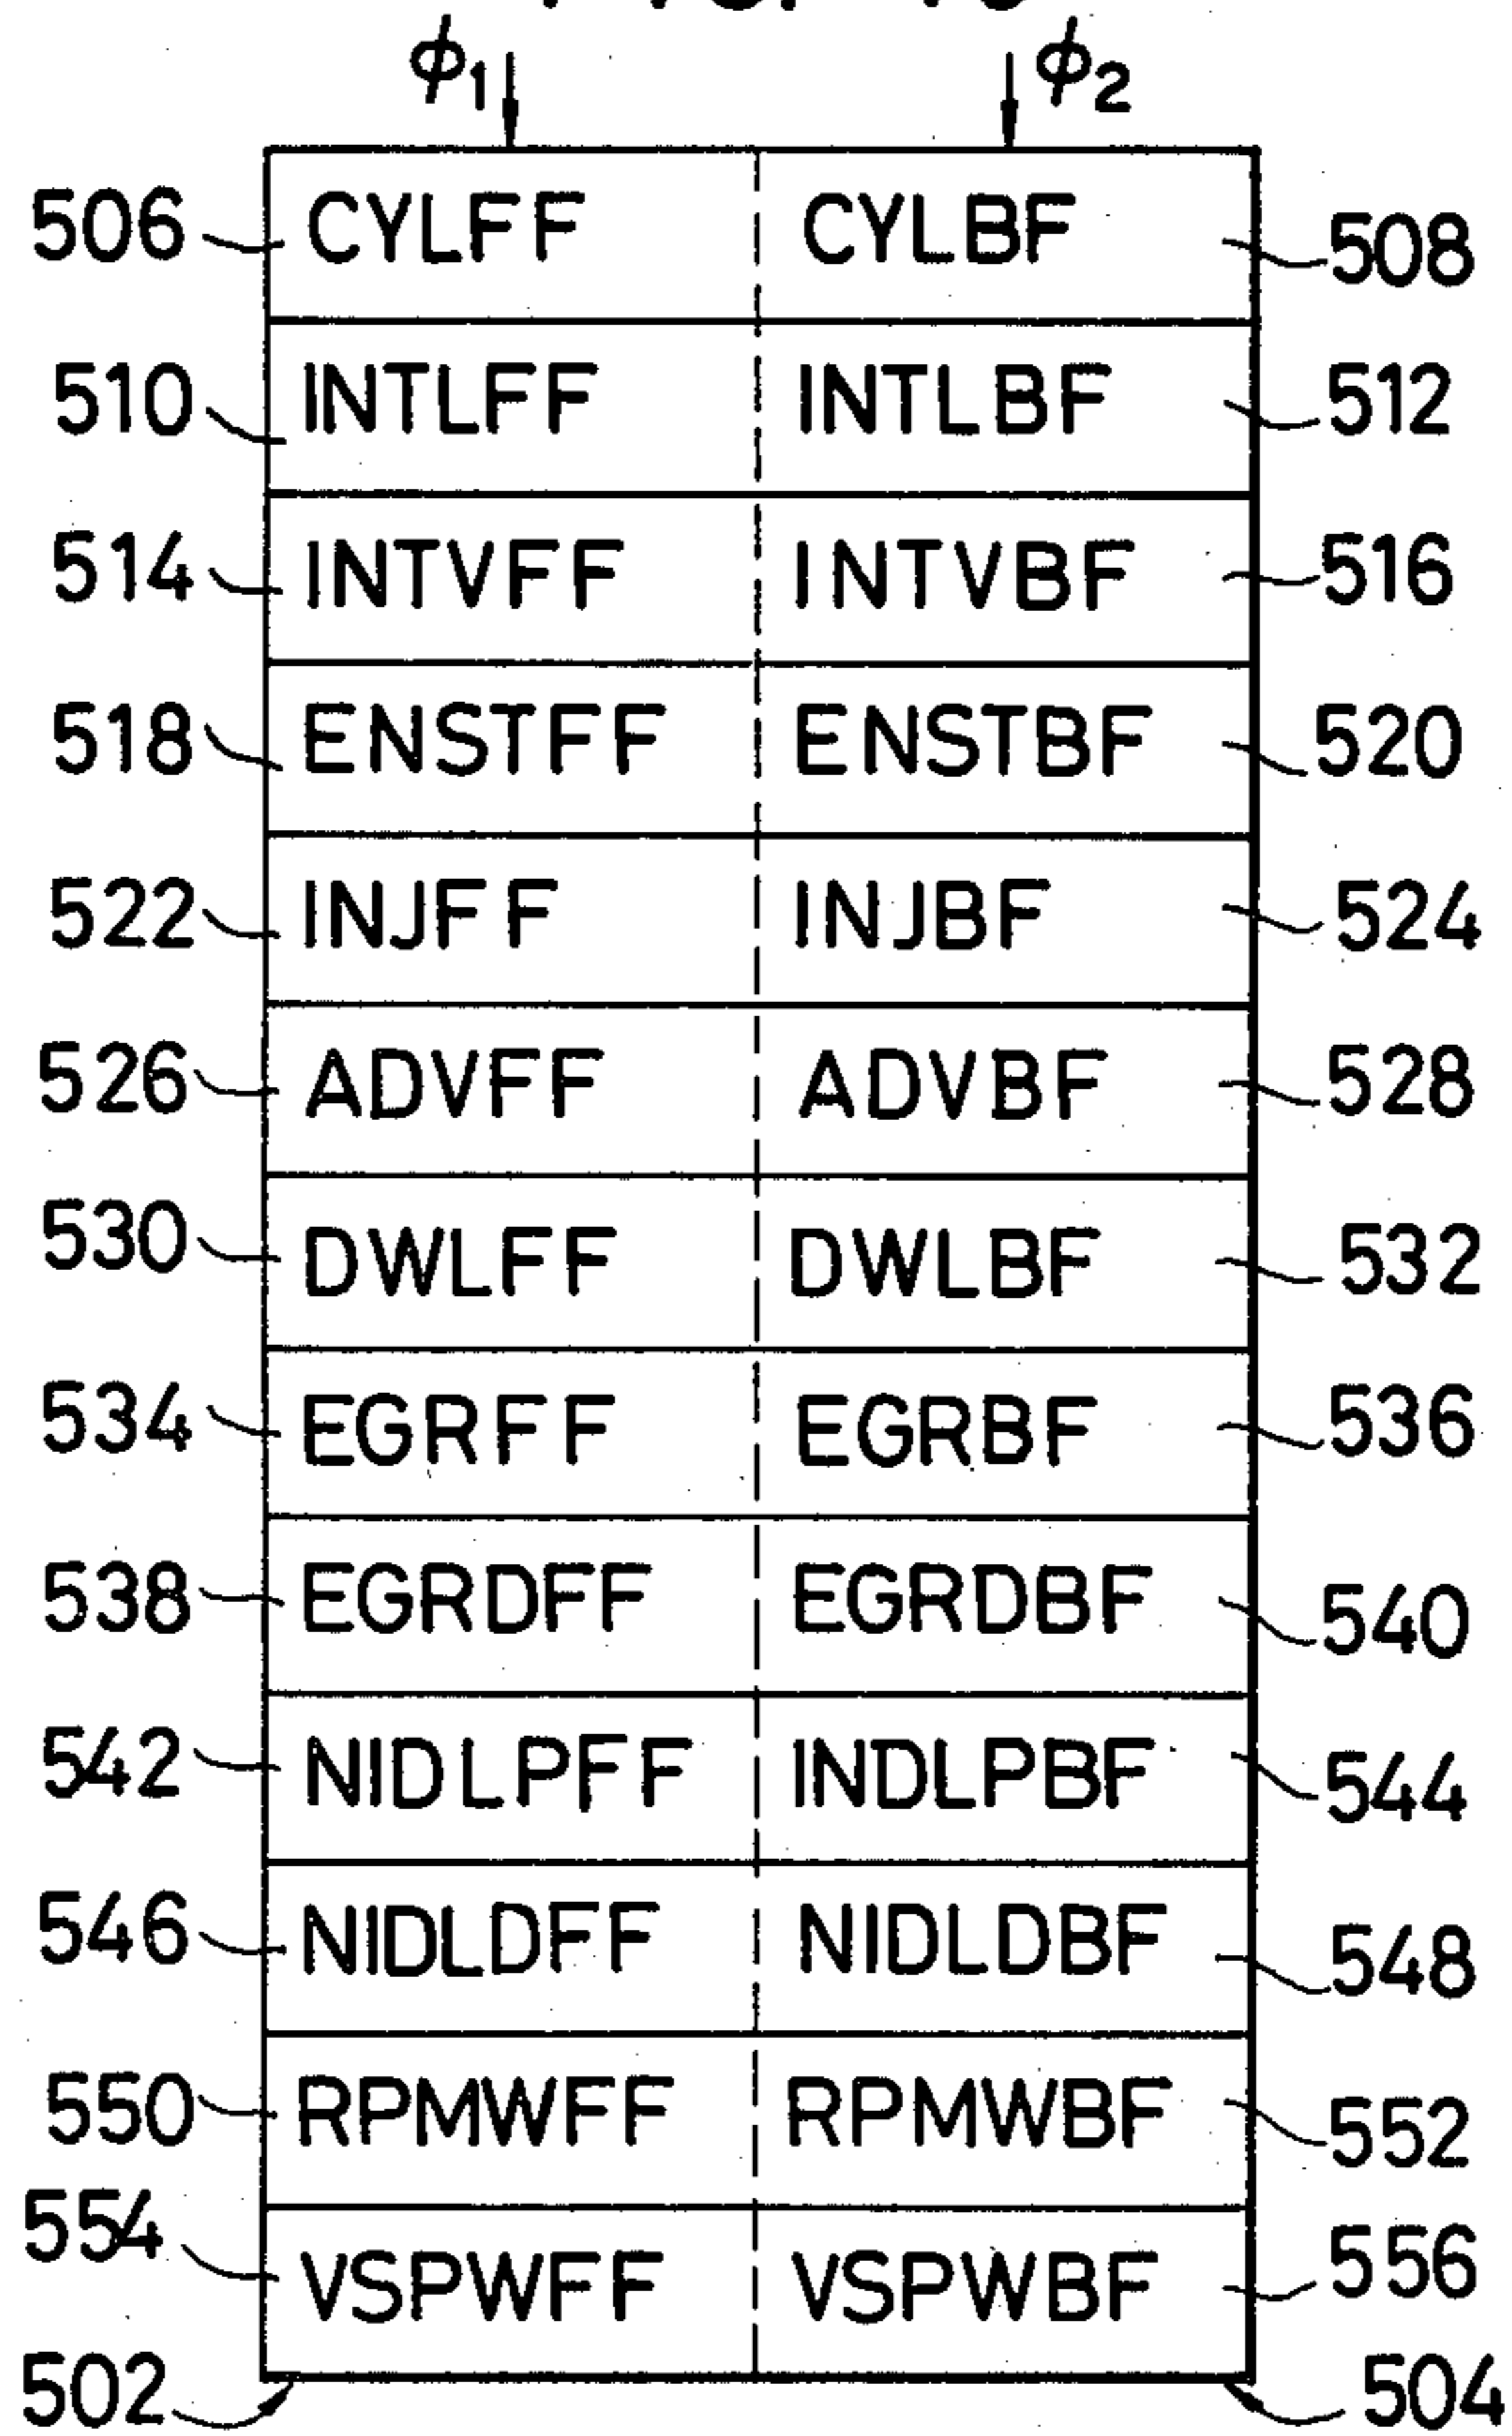 ϕ1 ϕ2
506 CYLFF CYLBF 508
510 INTLFF INTLBF 512
514 INTVFF INTVBF 516
518 ENSTFF ENSTBF 520
522 INJFF INJBF 524
526 ADVFF ADVBF 528
530 DWLFF DWLBF 532
534 EGRFF EGRBF 536
538 EGRDFF EGRDBF 540
542 NIDLPFF INDLPBF 544
546 NIDLDFF NIDLDBF 548
550 RPMWFF RPMWBF 552
554 VSPWFF VSPWBF 556
502 504